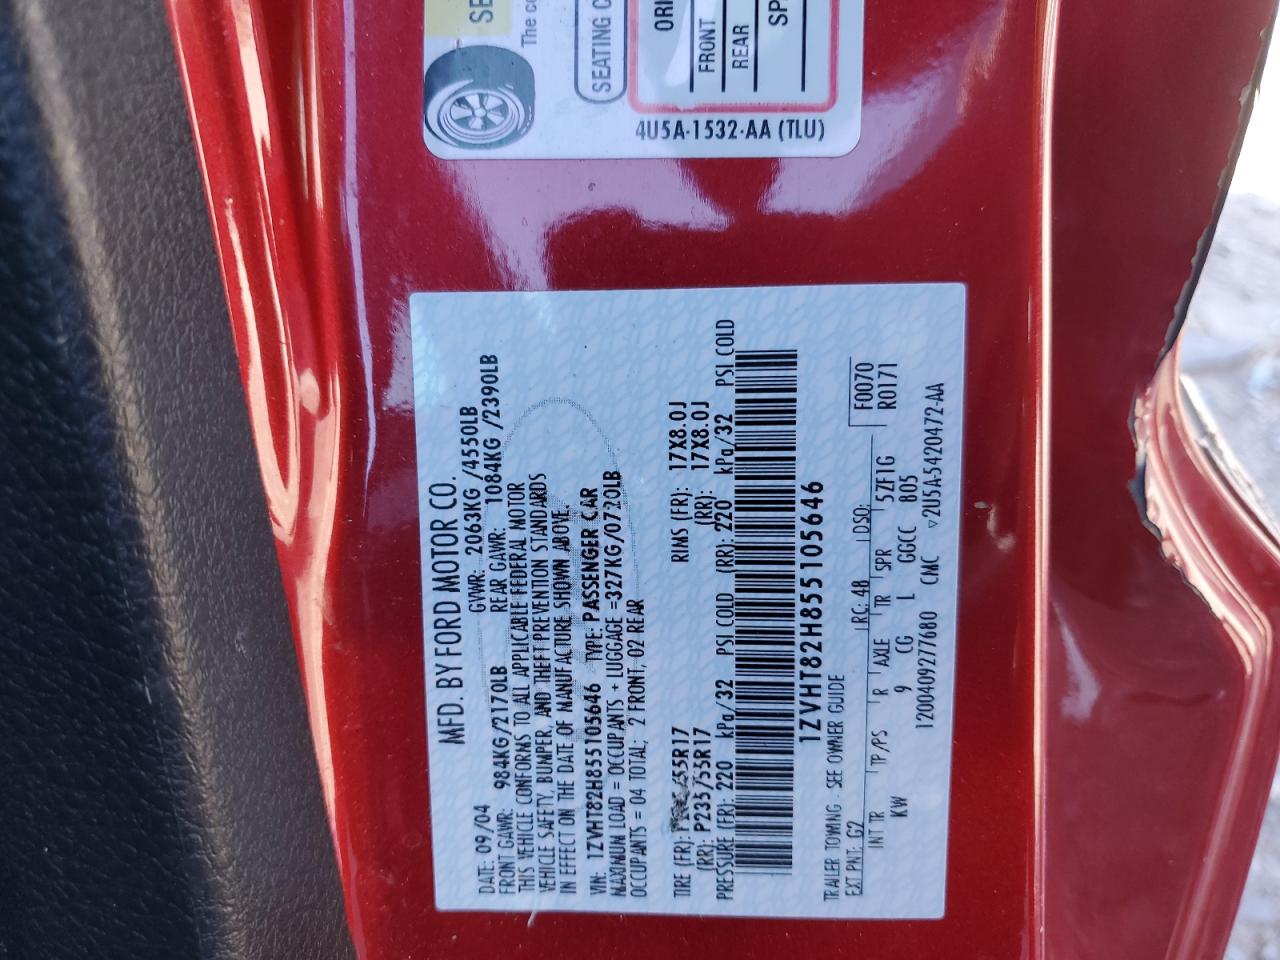 MFD. BY FORD MOTOR CO.
DATE: 09/04 GVWR: 2063KG /4550LB
FRONT GAWR: 984KG/2170LB REAR GAWR: 1084KG /2390LB
THIS VEHICLE CONFORMS TO ALL APPLICABLE FEDERAL MOTOR
VEHICLE SAFETY, BUMPER, AND THEFT PREVENTION STANDARDS
IN EFFECT ON THE DATE OF MANUFACTURE SHOWN ABOVE.
VIN: 1ZVHT82H855105646 TYPE: PASSENGER CAR
MAXIMUM LOAD = OCCUPANTS + LUGGAGE =327KG/0720LB
OCCUPANTS = 04 TOTAL; 2 FRONT, 02 REAR
TIRE (FR): /55R17 RIMS (FR): 17X8.0J
(RR): P235/55R17 (RR): 17X8.0J
PRESSURE (FR): 220 kPa/32 PSI COLD (RR): 220 kPa/32 PSI COLD
1ZVHT82H855105646
TRAILER TOWING - SEE OWNER GUIDE
EXT PNT: G2 RC: 48 DSO: F0070
INT TR TP/PS R AXLE TR SPR 5ZF1G R0171
KW 9 CG L GGCC 805
1200409277680 CMC ▽2U5A-5420472-AA
SE
The co
SEATING C
ORI
FRONT
REAR
SP
4U5A-1532-AA (TLU)